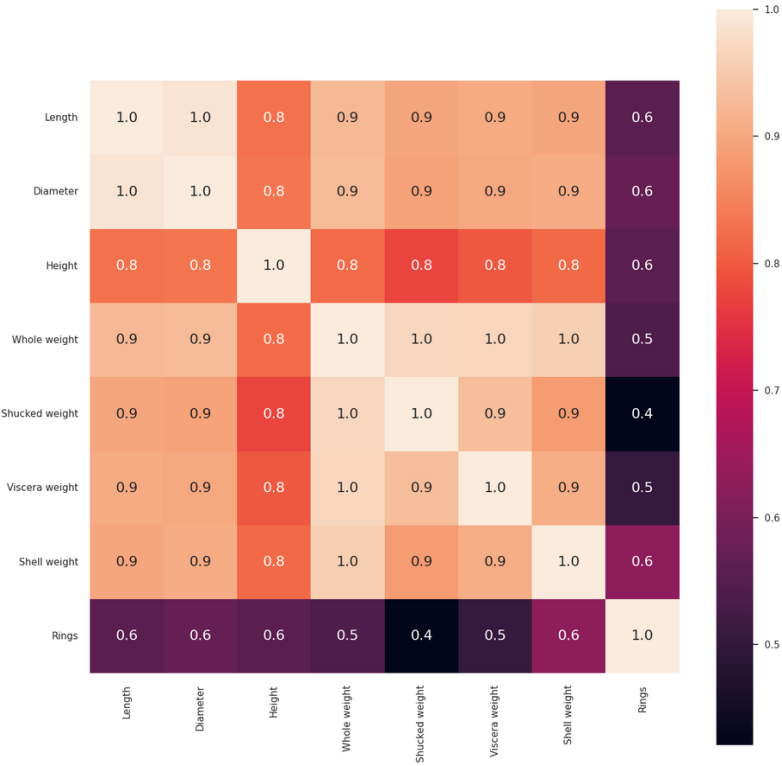 1.0
Length 1.0 1.0 0.8 0.9 0.9 0.9 0.9 0.6
0.9
Diameter 1.0 1.0 0.8 0.9 0.9 0.9 0.9 0.6
Height 0.8 0.8 1.0 0.8 0.8 0.8 0.8 0.6
0.8
Whole weight 0.9 0.9 0.8 1.0 1.0 1.0 1.0 0.5
0.7
Shucked weight 0.9 0.9 0.8 1.0 1.0 0.9 0.9 0.4
Viscera weight 0.9 0.9 0.8 1.0 0.9 1.0 0.9 0.5
0.6
Shell weight 0.9 0.9 0.8 1.0 0.9 0.9 1.0 0.6
Rings 0.6 0.6 0.6 0.5 0.4 0.5 0.6 1.0
0.5
Length Diameter Height Whole weight Shucked weight Viscera weight Shell weight Rings